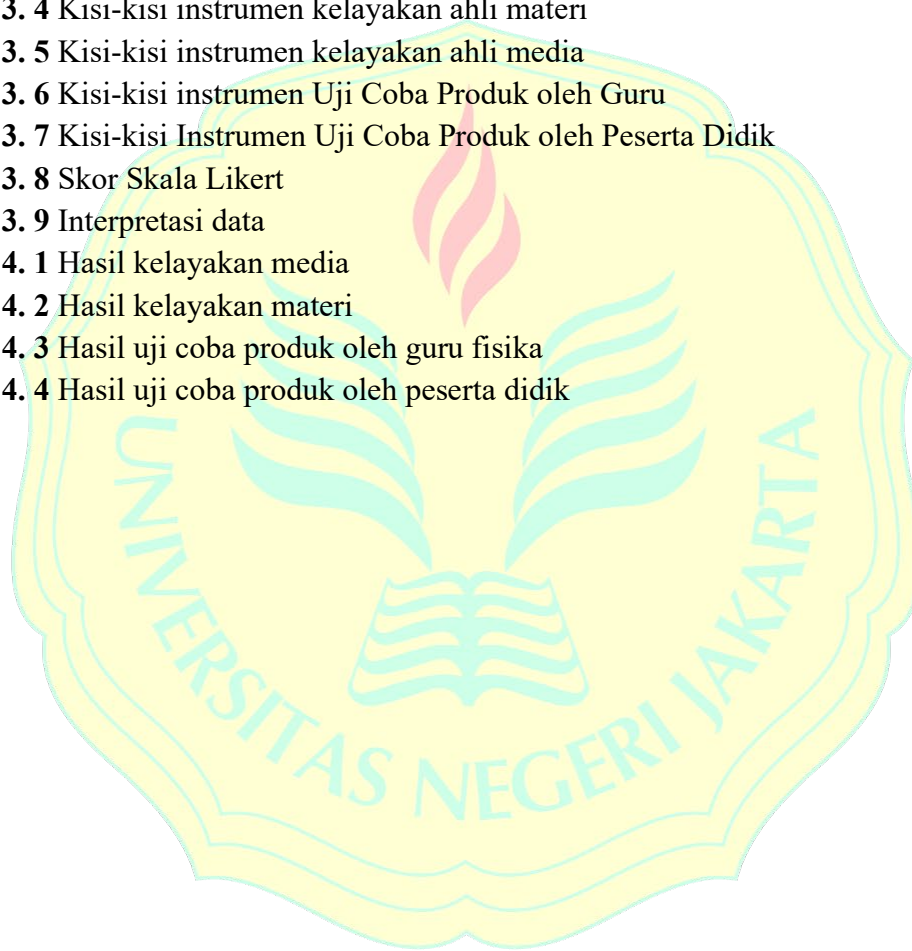 3. 4 Kisi-kisi instrumen kelayakan ahli materi
3. 5 Kisi-kisi instrumen kelayakan ahli media
3. 6 Kisi-kisi instrumen Uji Coba Produk oleh Guru
3. 7 Kisi-kisi Instrumen Uji Coba Produk oleh Peserta Didik
3. 8 Skor Skala Likert
3. 9 Interpretasi data
4. 1 Hasil kelayakan media
4. 2 Hasil kelayakan materi
4. 3 Hasil uji coba produk oleh guru fisika
4. 4 Hasil uji coba produk oleh peserta didik
UNIVERSITAS NEGERI JAKARTA